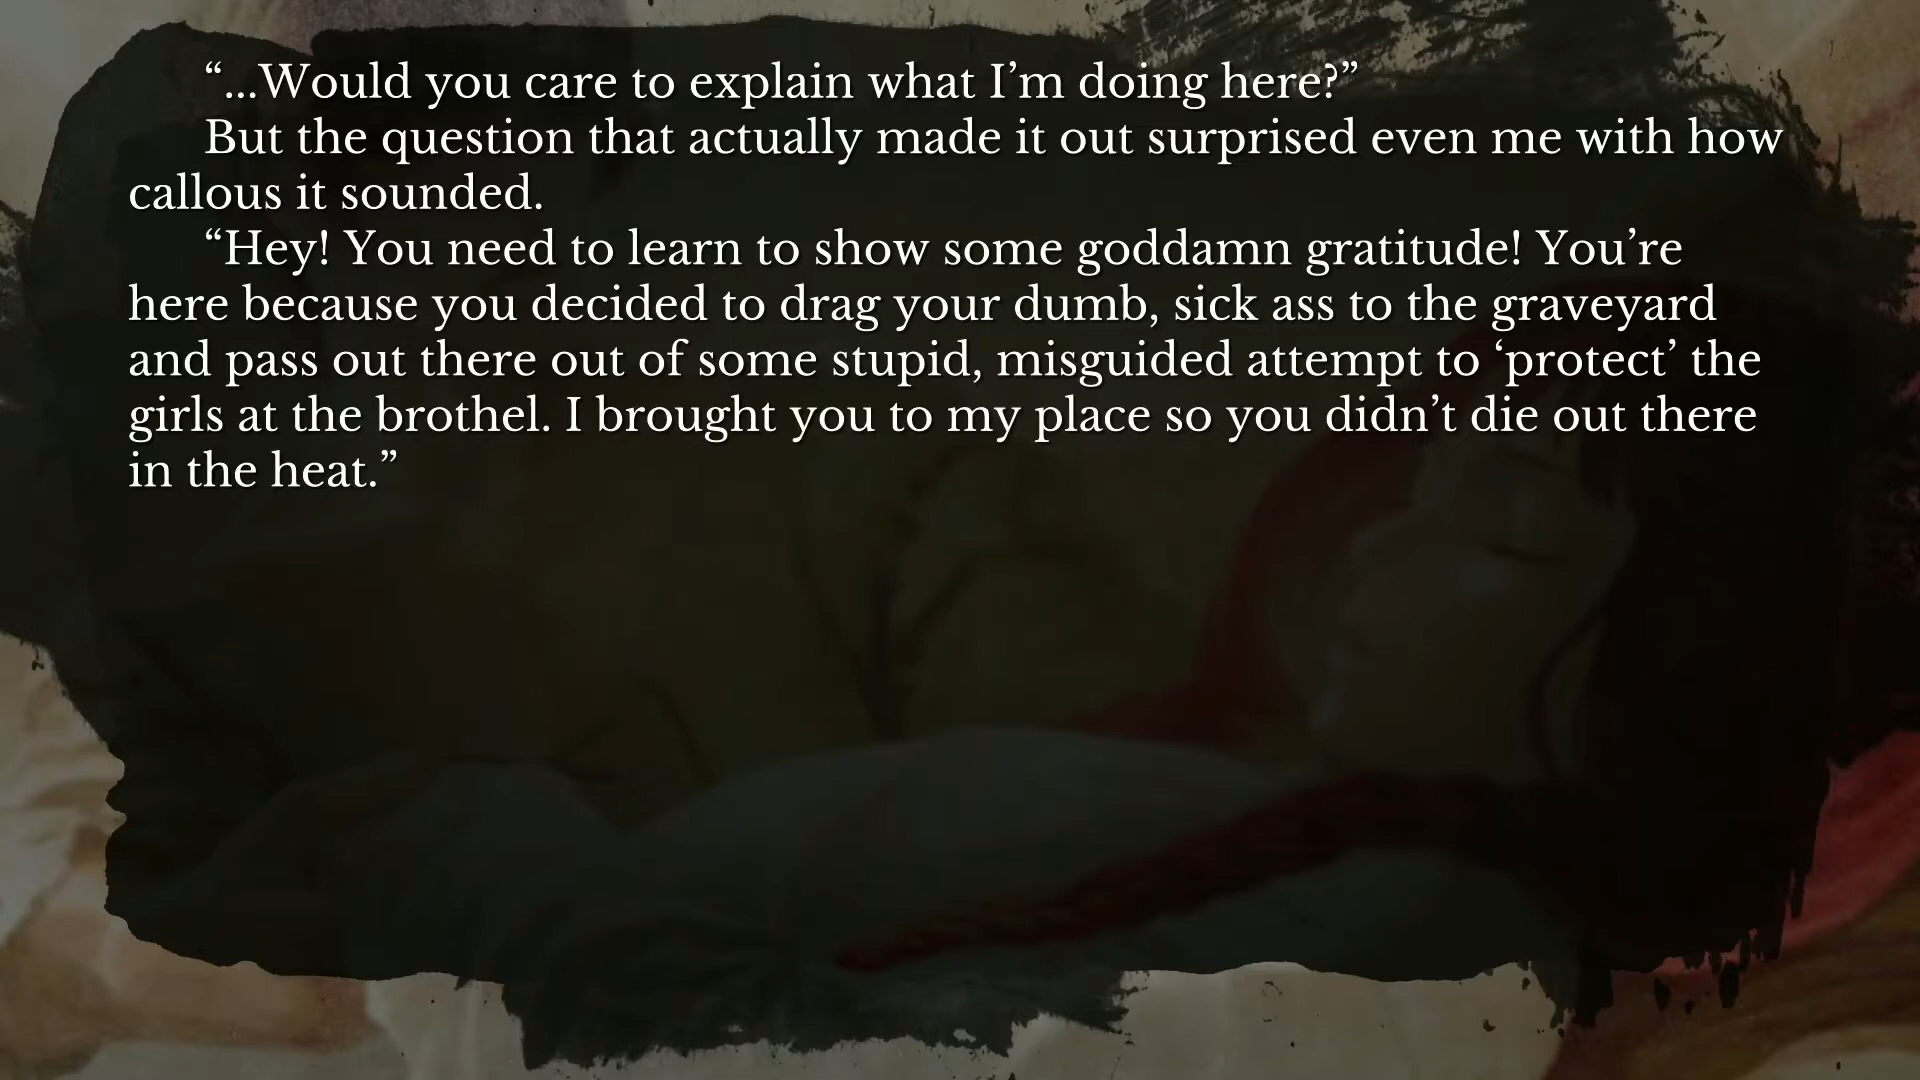 “...Would you care to explain what I’m doing here?”
But the question that actually made it out surprised even me with how
callous it sounded.
“Hey! You need to learn to show some goddamn gratitude! You’re
here because you decided to drag your dumb, sick ass to the graveyard
and pass out there out of some stupid, misguided attempt to ‘protect’ the
girls at the brothel. I brought you to my place so you didn’t die out there
in the heat.”